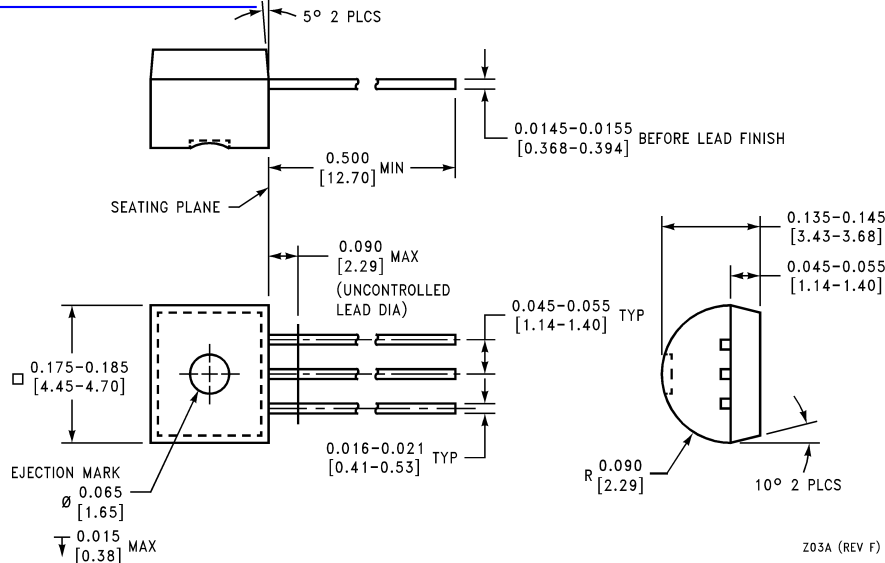 5° 2 PLCS
0.0145-0.0155
[0.368-0.394]
BEFORE LEAD FINISH
0.500
[12.70]
MIN
SEATING PLANE
0.135-0.145
[3.43-3.68]
0.090
[2.29]
MAX
(UNCONTROLLED
LEAD DIA)
0.045-0.055
[1.14-1.40]
0.045-0.055
[1.14-1.40]
TYP
0.175-0.185
[4.45-4.70]
0.016-0.021
[0.41-0.53]
TYP
R 0.090
[2.29]
10° 2 PLCS
EJECTION MARK
Ø 0.065
[1.65]
0.015
[0.38]
MAX
Z03A (REV F)